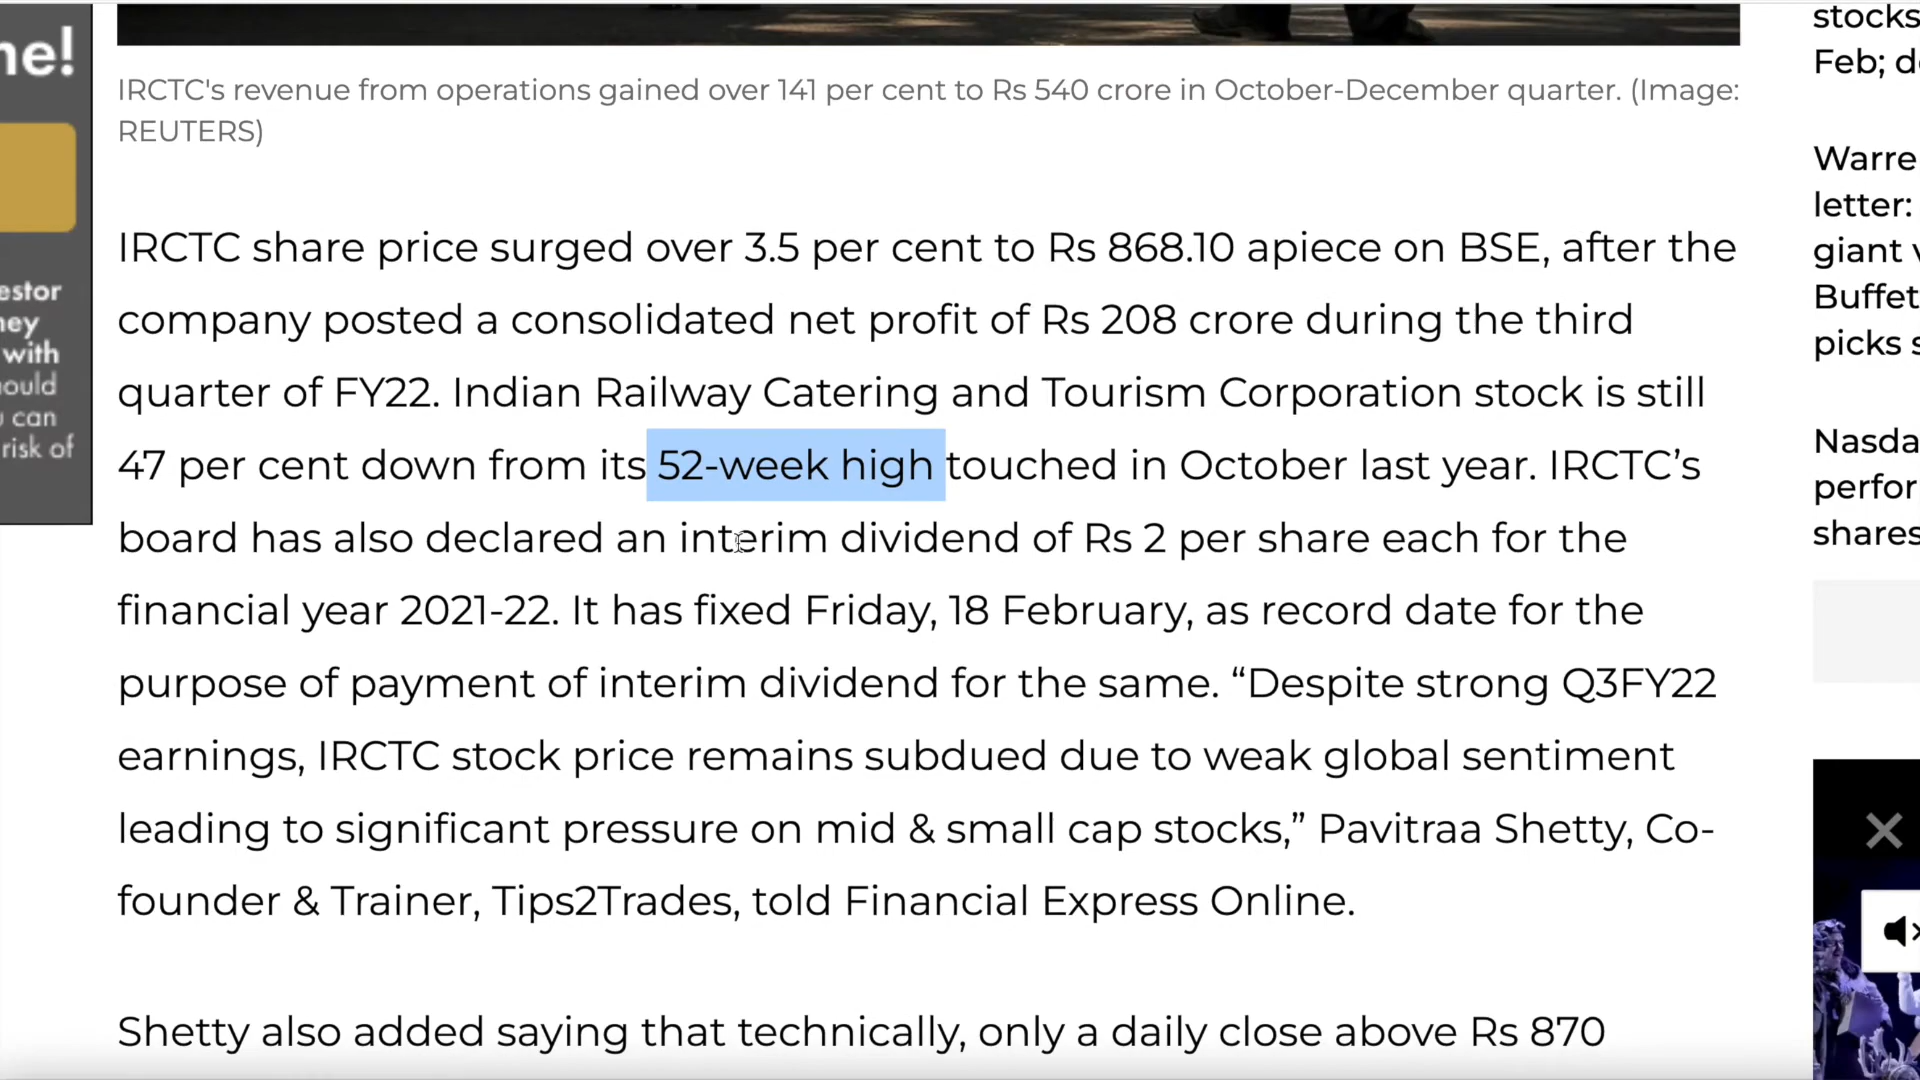 ne!
estor
ney
with
ould
can
risk of
IRCTC's revenue from operations gained over 141 per cent to Rs 540 crore in October-December quarter. (Image:
REUTERS)
IRCTC share price surged over 3.5 per cent to Rs 868.10 apiece on BSE, after the
company posted a consolidated net profit of Rs 208 crore during the third
quarter of FY22. Indian Railway Catering and Tourism Corporation stock is still
47 per cent down from its 52-week high touched in October last year. IRCTC’s
board has also declared an interim dividend of Rs 2 per share each for the
financial year 2021-22. It has fixed Friday, 18 February, as record date for the
purpose of payment of interim dividend for the same. “Despite strong Q3FY22
earnings, IRCTC stock price remains subdued due to weak global sentiment
leading to significant pressure on mid & small cap stocks,” Pavitraa Shetty, Co-
founder & Trainer, Tips2Trades, told Financial Express Online.
Shetty also added saying that technically, only a daily close above Rs 870
stocks
Feb; d
Warre
letter:
giant v
Buffet
picks s
Nasda
perfor
shares